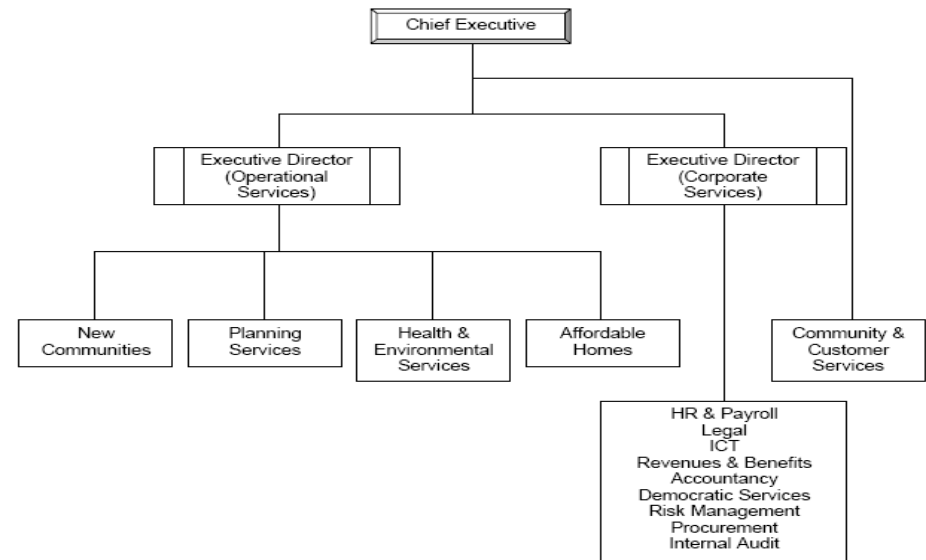 Chief Executive
Executive Director
(Operational
Services)
Executive Director
(Corporate
Services)
New
Communities
Planning
Services
Health &
Environmental
Services
Affordable
Homes
Community &
Customer
Services
HR & Payroll
Legal
ICT
Revenues & Benefits
Accountancy
Democratic Services
Risk Management
Procurement
Internal Audit